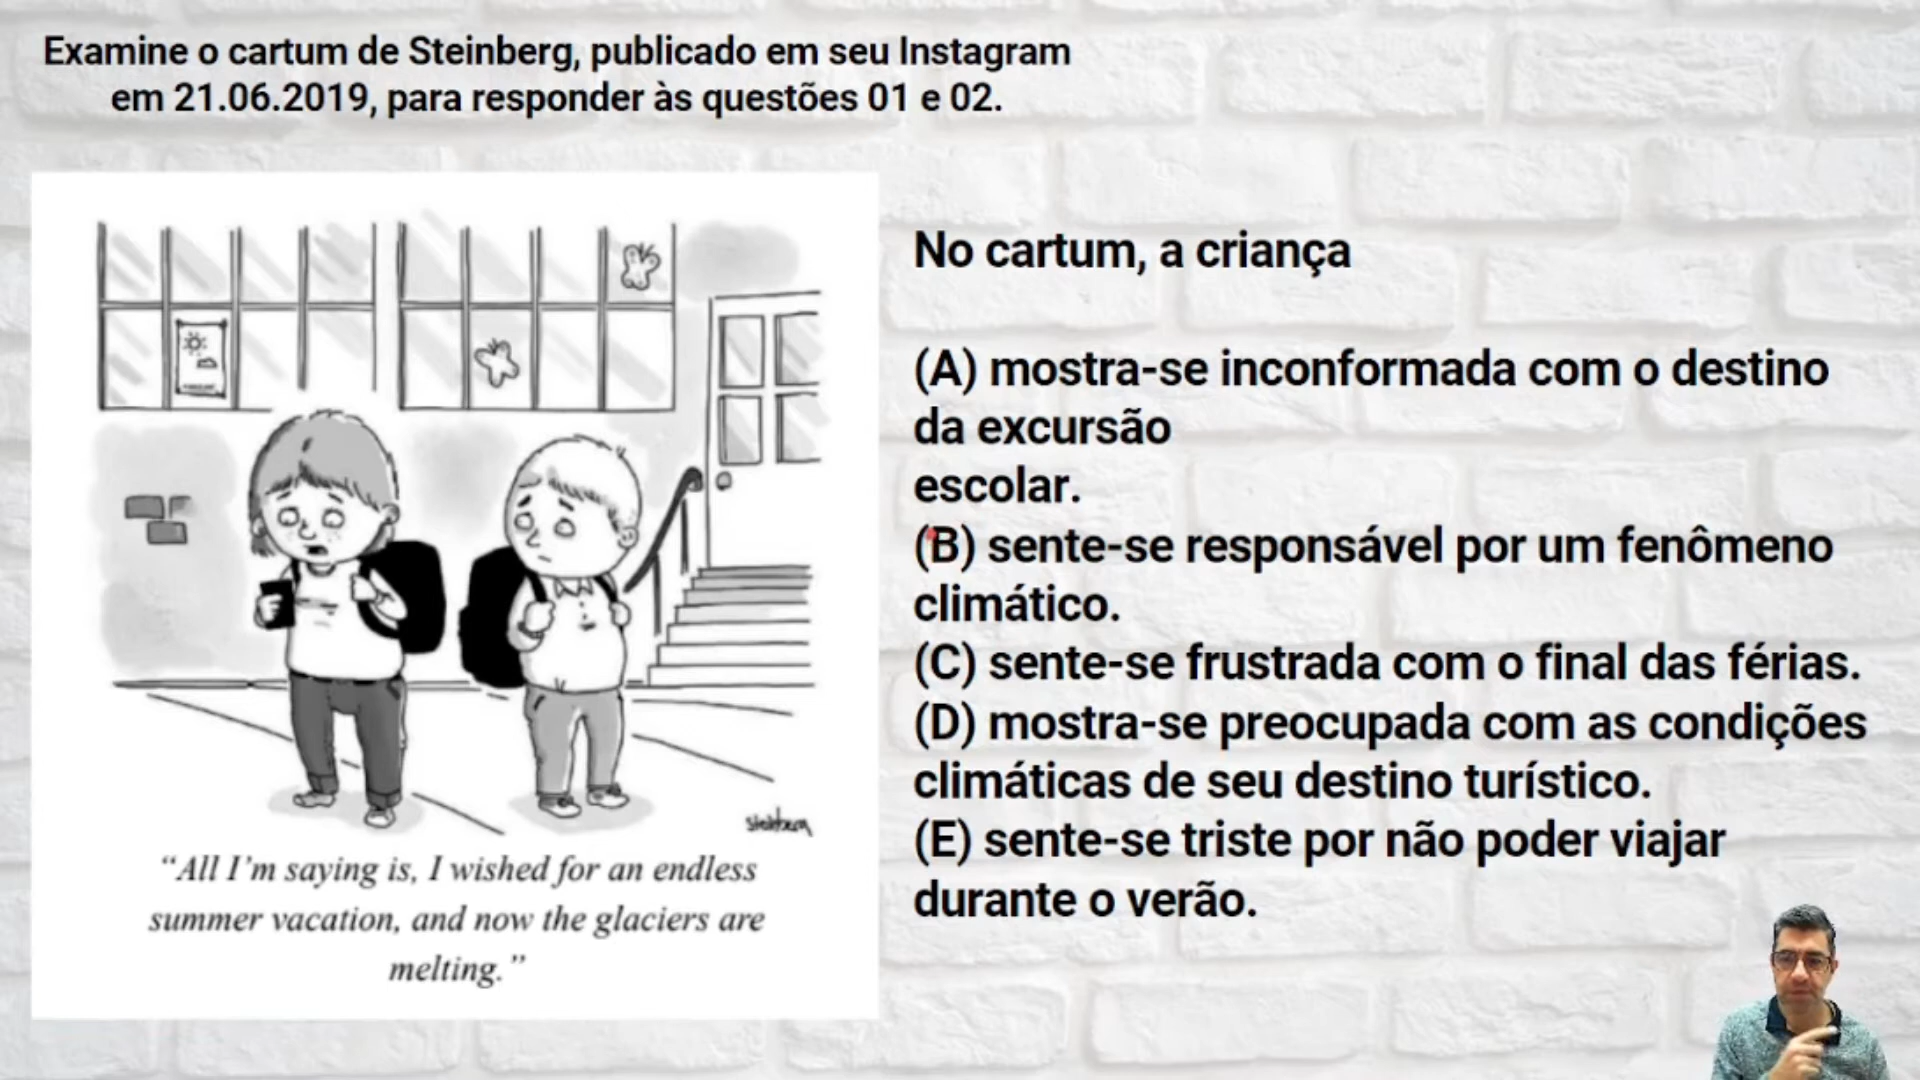 Examine o cartum de Steinberg, publicado em seu Instagram
em 21.06.2019, para responder às questões 01 e 02.
Steinberg
“All I’m saying is, I wished for an endless
summer vacation, and now the glaciers are
melting.”
No cartum, a criança
(A) mostra-se inconformada com o destino
da excursão
escolar.
(B) sente-se responsável por um fenômeno
climático.
(C) sente-se frustrada com o final das férias.
(D) mostra-se preocupada com as condições
climáticas de seu destino turístico.
(E) sente-se triste por não poder viajar
durante o verão.